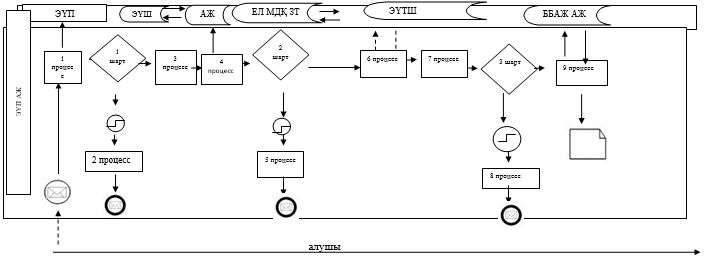 ЭҮП
ЭҮШ
АЖ
ЕЛ МДҚ ЗТ
ЭҮТШ
ББАЖ АЖ
ЭҮП АЖ
1
процес
с
1
шарт
3
процесс
4
процесс
2
шарт
6 процесс
7 процесс
3 шарт
9 процесс
2 процесс
5 процесс
8 процесс
алушы